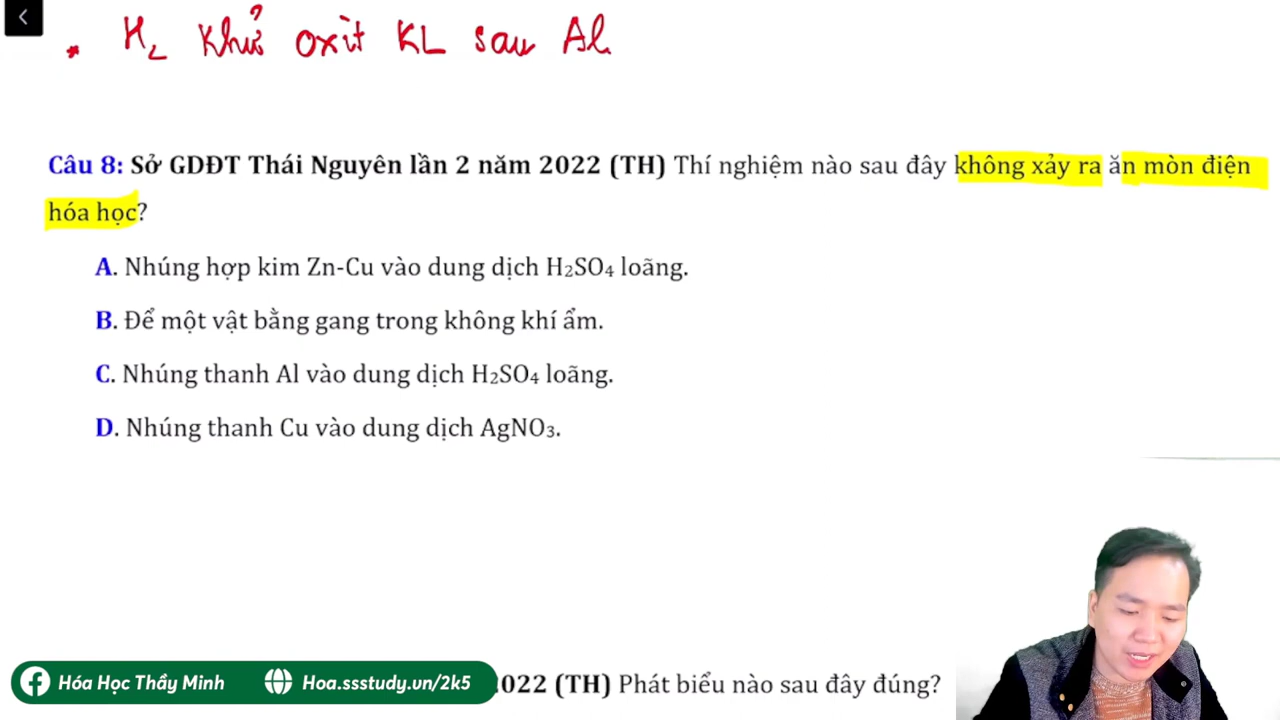 * H₂ Khử oxit KL sau Al
Câu 8: Sở GDĐT Thái Nguyên lần 2 năm 2022 (TH) Thí nghiệm nào sau đây không xảy ra ăn mòn điện
hóa học?
A. Nhúng hợp kim Zn-Cu vào dung dịch H₂SO₄ loãng.
B. Để một vật bằng gang trong không khí ẩm.
C. Nhúng thanh Al vào dung dịch H₂SO₄ loãng.
D. Nhúng thanh Cu vào dung dịch AgNO₃.
Hóa Học Thầy Minh Hoa.ssstudy.vn/2k5 2022 (TH) Phát biểu nào sau đây đúng?